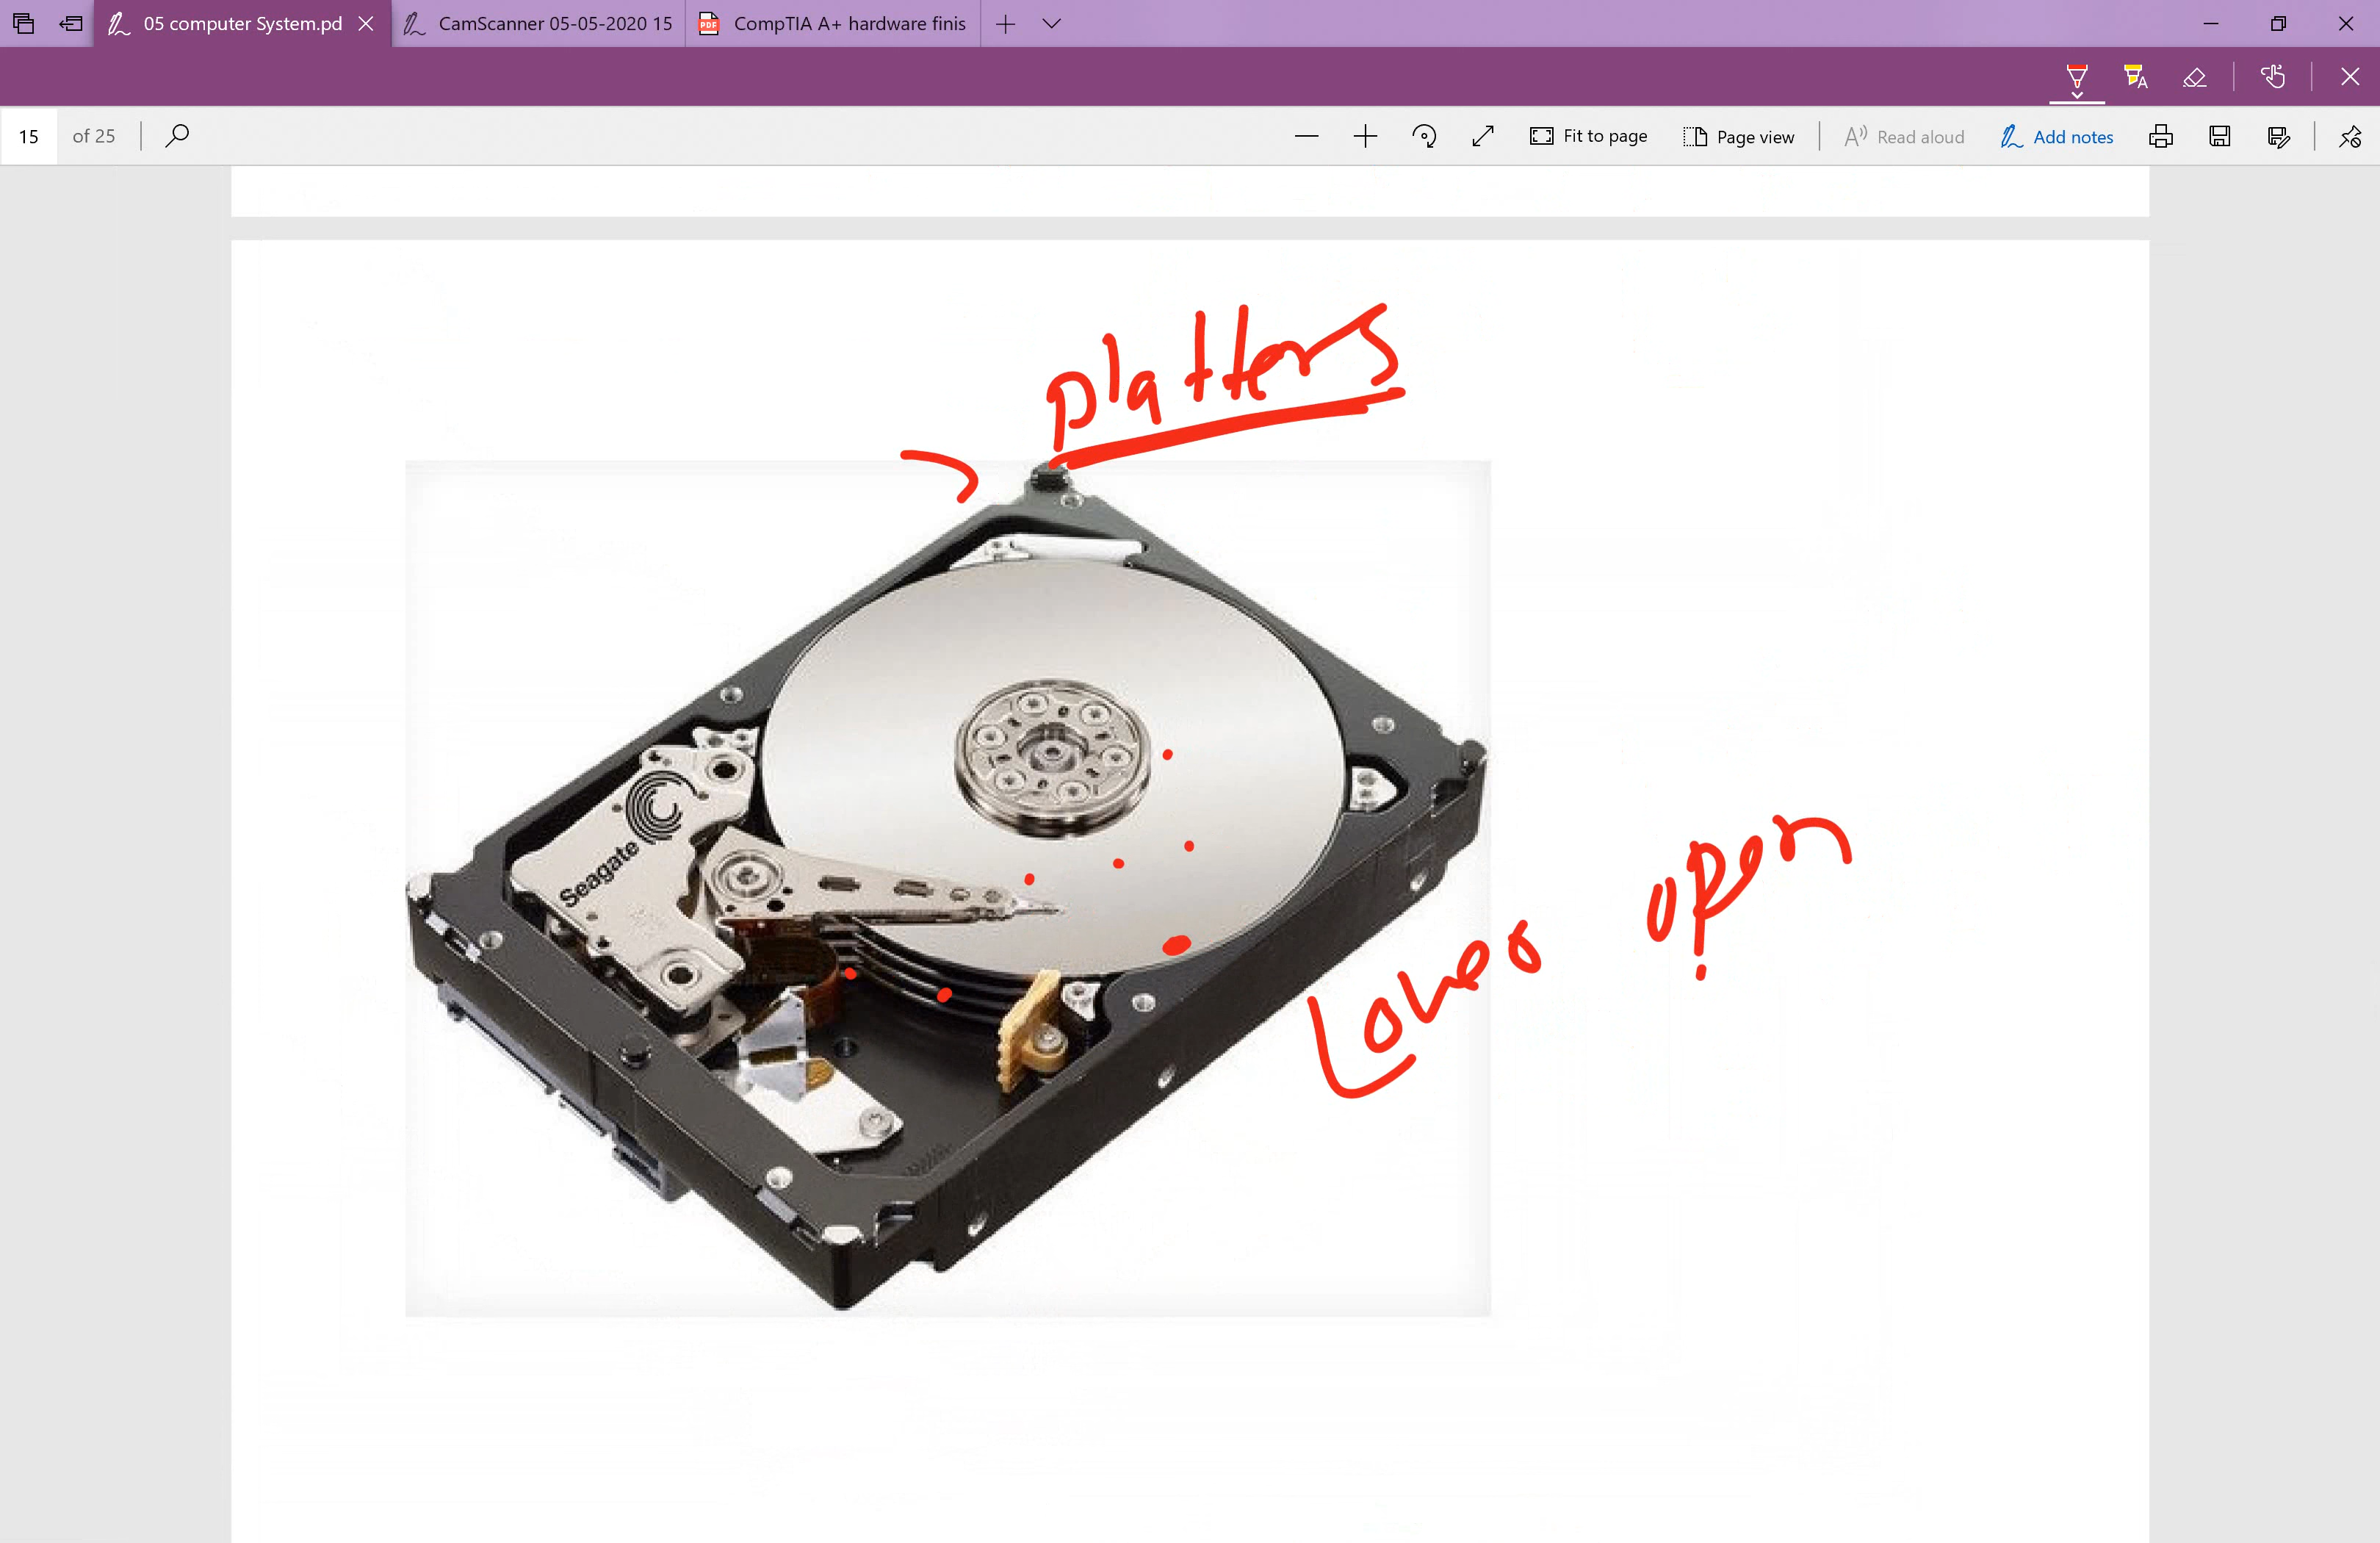 05 computer System.pd
CamScanner 05-05-2020 15
CompTIA A+ hardware finis
15 of 25
Fit to page
Page view
Read aloud
Add notes
platters
Seagate
open